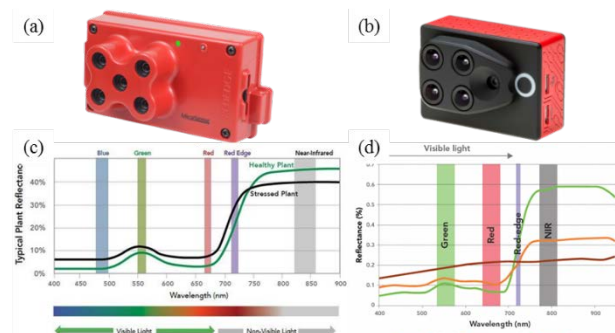 (a)
(b)
(c)
Blue
Green
Red
Red Edge
Near-Infrared
Healthy Plant
Stressed Plant
Typical Plant Reflectanc
40%
30%
20%
10%
0%
400
450
500
550
600
650
700
750
800
850
900
Wavelength (nm)
Visible Light
Non-Visible Light
(d)
Visible light
Reflectance (%)
0.6
0.5
0.4
0.3
0.2
0.1
0
Green
Red
Red-edge
NIR
400
500
600
700
800
900
Wavelength (nm)